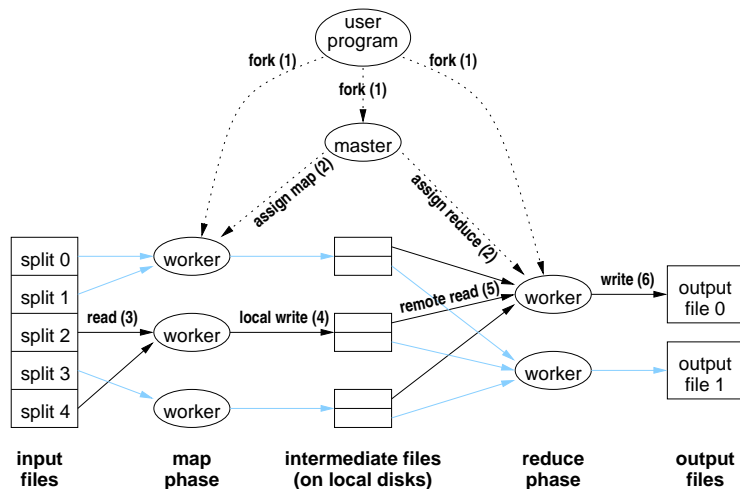 user
program
fork (1)
fork (1)
fork (1)
master
assign map (2)
assign reduce (2)
split 0
split 1
split 2
split 3
split 4
worker
worker
worker
read (3)
local write (4)
remote read (5)
worker
worker
write (6)
output
file 0
output
file 1
input
files
map
phase
intermediate files
(on local disks)
reduce
phase
output
files